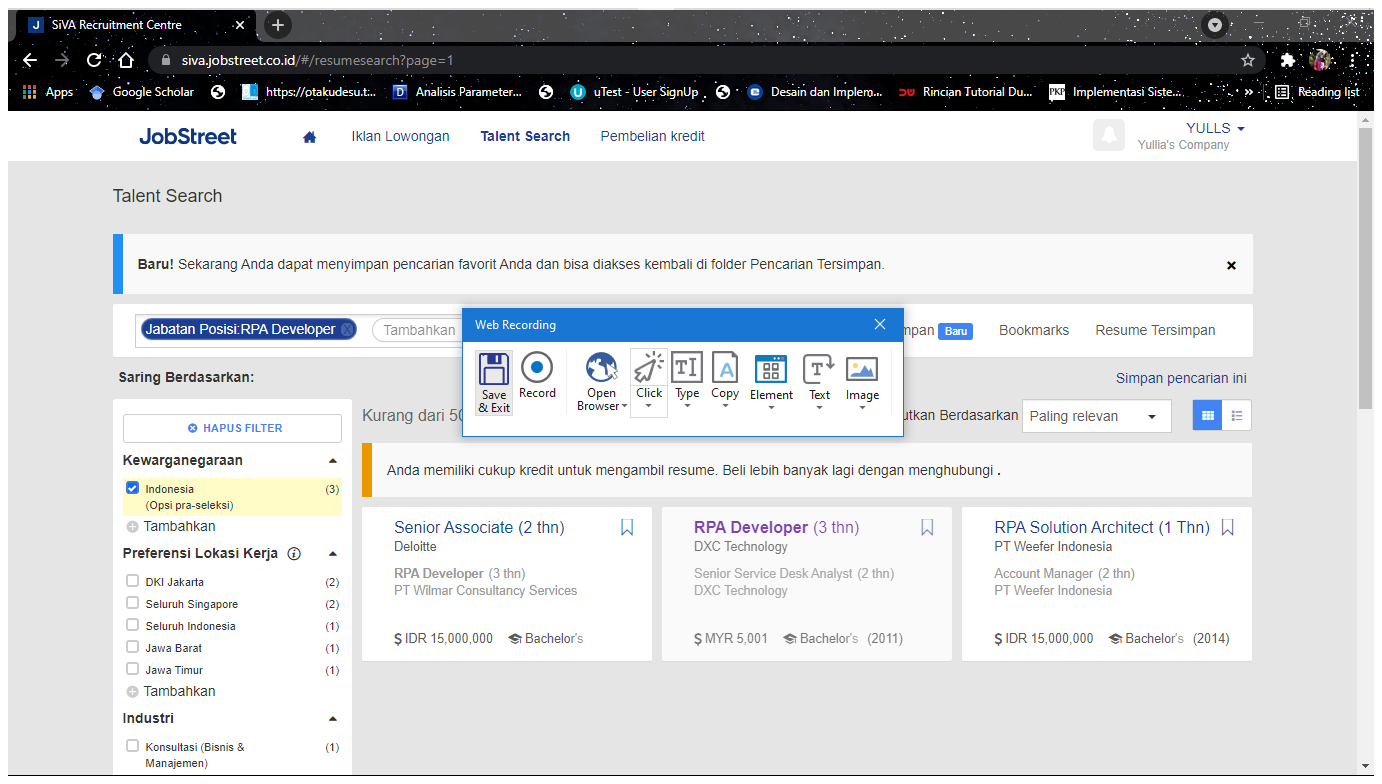 SiVA Recruitment Centre
siva.jobstreet.co.id/#/resumesearch?page=1
Apps Google Scholar https://otakudesu.t:... Analisis Parameter... uTest - User SignUp Desain dan Implem... Rincian Tutorial Du... Implementasi Siste... » Reading list
JobStreet Iklan Lowongan Talent Search Pembelian kredit YULLS
Yullia's Company
Talent Search
Baru! Sekarang Anda dapat menyimpan pencarian favorit Anda dan bisa diakses kembali di folder Pencarian Tersimpan.
Jabatan Posisi:RPA Developer Tambahkan Baru Bookmarks Resume Tersimpan
Web Recording
Save & Exit
Record
Open Browser
Click
Type
Copy
Element
Text
Image
Saring Berdasarkan: Simpan pencarian ini
Kurang dari 50 Berdasarkan Paling relevan
HAPUS FILTER
Kewarganegaraan
Indonesia (3)
(Opsi pra-seleksi)
Tambahkan
Preferensi Lokasi Kerja
DKI Jakarta (2)
Seluruh Singapore (2)
Seluruh Indonesia (1)
Jawa Barat (1)
Jawa Timur (1)
Tambahkan
Industri
Konsultasi (Bisnis & (1)
Manajemen)
Anda memiliki cukup kredit untuk mengambil resume. Beli lebih banyak lagi dengan menghubungi .
Senior Associate (2 thn)
Deloitte
RPA Developer (3 thn)
PT Wilmar Consultancy Services
$ IDR 15,000,000 Bachelor's
RPA Developer (3 thn)
DXC Technology
Senior Service Desk Analyst (2 thn)
DXC Technology
$ MYR 5,001 Bachelor's (2011)
RPA Solution Architect (1 Thn)
PT Weefer Indonesia
Account Manager (2 thn)
PT Weefer Indonesia
$ IDR 15,000,000 Bachelor's (2014)